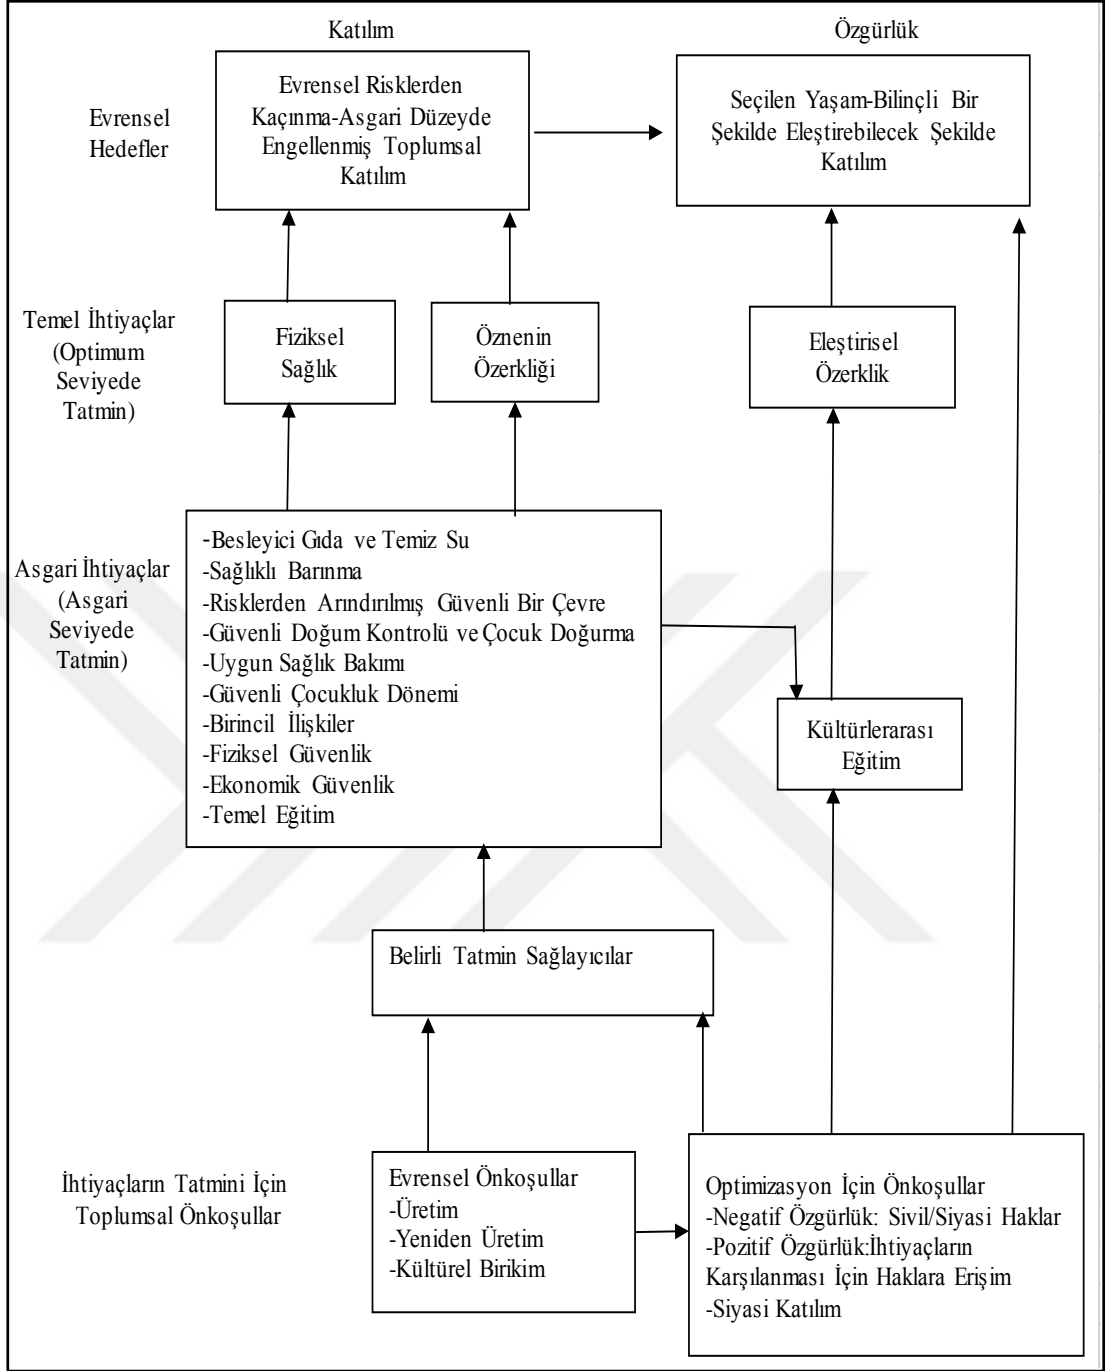 Katılım
Özgürlük
Evrensel
Hedefler
Evrensel Risklerden
Kaçınma-Asgari Düzeyde
Engellenmiş Toplumsal
Katılım
Seçilen Yaşam-Bilinçli Bir
Şekilde Eleştirebilecek Şekilde
Katılım
Temel İhtiyaçlar
(Optimum
Seviyede
Tatmin)
Fiziksel
Sağlık
Öznenin
Özerkliği
Eleştirisel
Özerklik
Asgari İhtiyaçlar
(Asgari
Seviyede
Tatmin)
-Besleyici Gıda ve Temiz Su
-Sağlıklı Barınma
-Risklerden Arındırılmış Güvenli Bir Çevre
-Güvenli Doğum Kontrolü ve Çocuk Doğurma
-Uygun Sağlık Bakımı
-Güvenli Çocukluk Dönemi
-Birincil İlişkiler
-Fiziksel Güvenlik
-Ekonomik Güvenlik
-Temel Eğitim
Kültürlerarası
Eğitim
Belirli Tatmin Sağlayıcılar
İhtiyaçların Tatmini İçin
Toplumsal Önkoşullar
Evrensel Önkoşullar
-Üretim
-Yeniden Üretim
-Kültürel Birikim
Optimizasyon İçin Önkoşullar
-Negatif Özgürlük: Sivil/Siyasi Haklar
-Pozitif Özgürlük:İhtiyaçların
Karşılanması İçin Haklara Erişim
-Siyasi Katılım